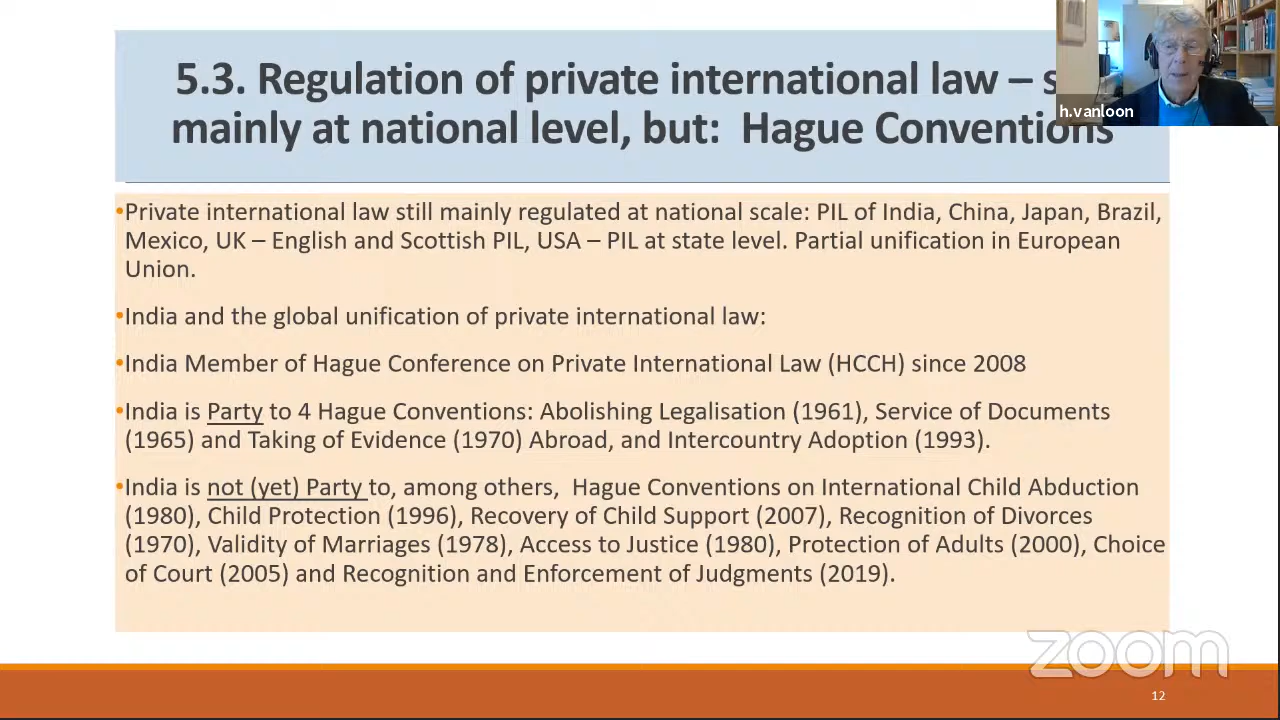 5.3. Regulation of private international law – s
h.vanloon
mainly at national level, but: Hague Conventions
•Private international law still mainly regulated at national scale: PIL of India, China, Japan, Brazil,
Mexico, UK – English and Scottish PIL, USA – PIL at state level. Partial unification in European
Union.
•India and the global unification of private international law:
•India Member of Hague Conference on Private International Law (HCCH) since 2008
•India is Party to 4 Hague Conventions: Abolishing Legalisation (1961), Service of Documents
(1965) and Taking of Evidence (1970) Abroad, and Intercountry Adoption (1993).
•India is not (yet) Party to, among others, Hague Conventions on International Child Abduction
(1980), Child Protection (1996), Recovery of Child Support (2007), Recognition of Divorces
(1970), Validity of Marriages (1978), Access to Justice (1980), Protection of Adults (2000), Choice
of Court (2005) and Recognition and Enforcement of Judgments (2019).
zoom
12